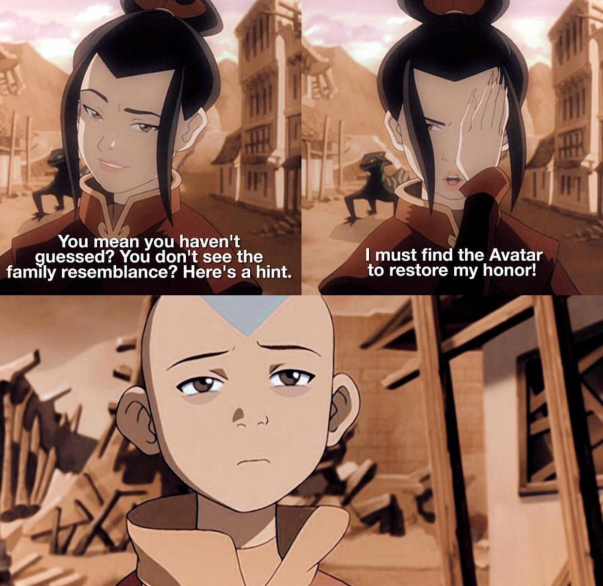 You mean you haven't
guessed? You don't see the
family resemblance? Here's a hint.
I must find the Avatar
to restore my honor!